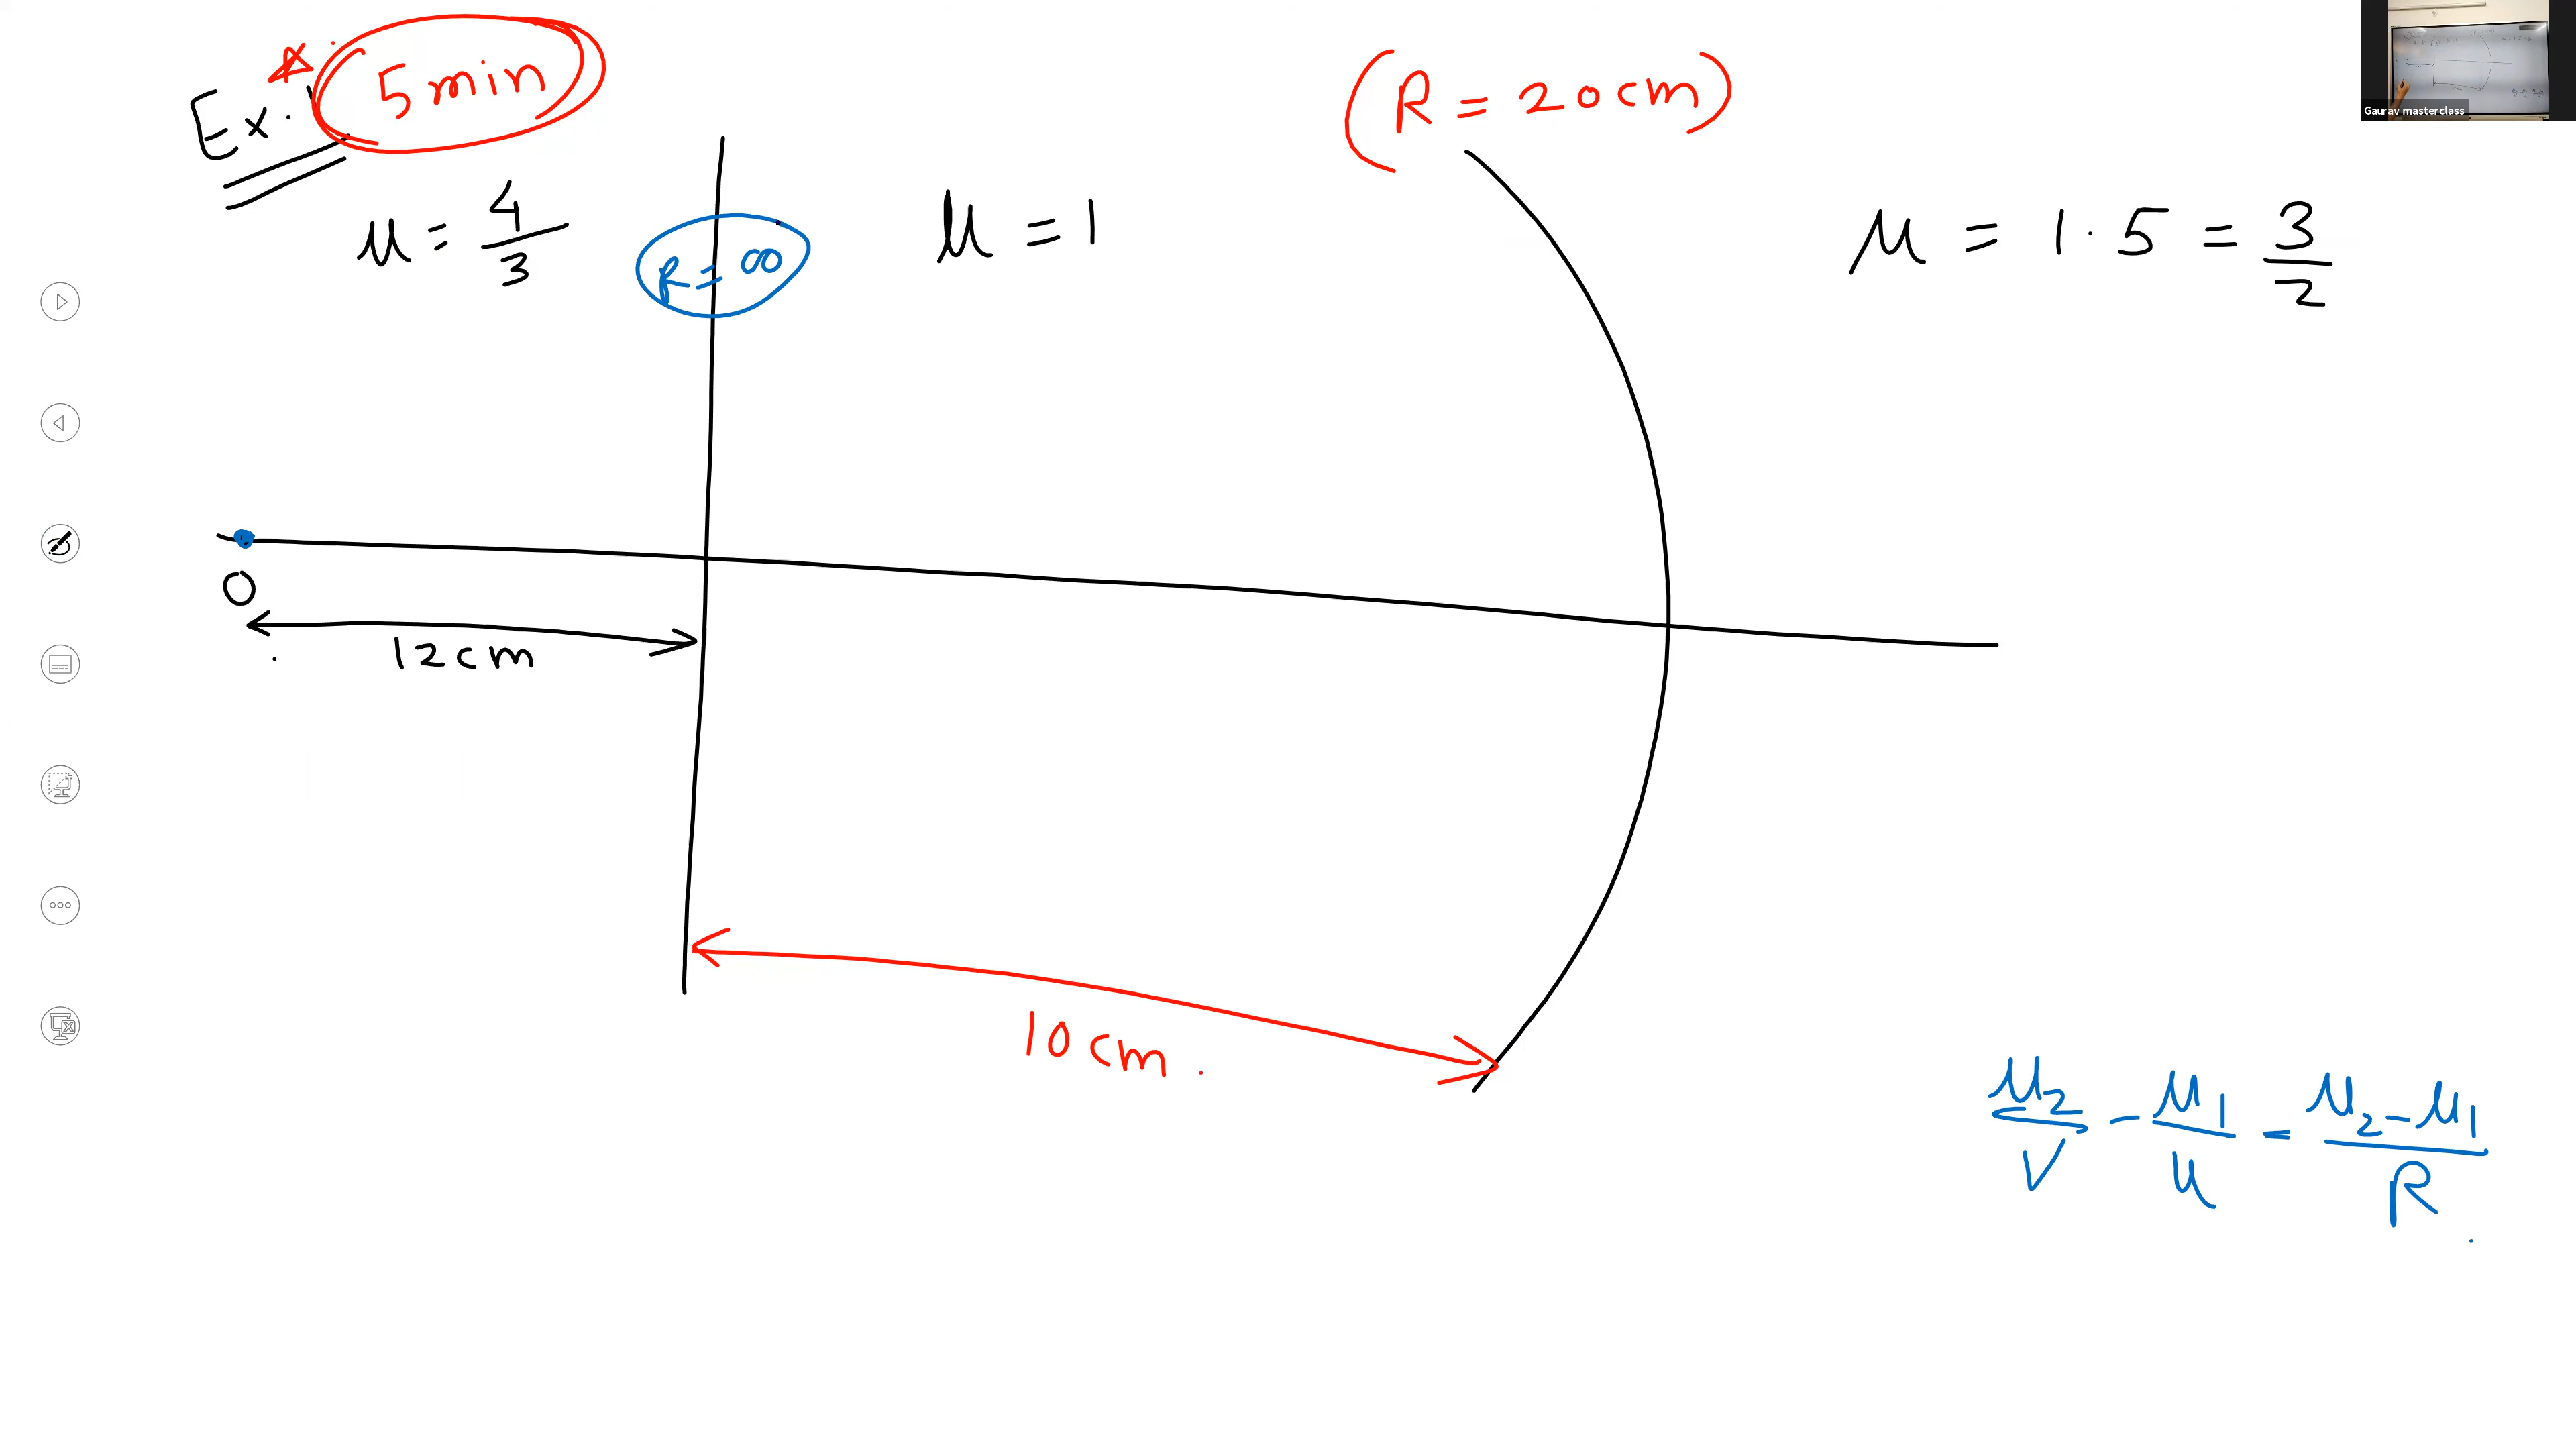 Ex.
5 min
(R = 20 cm)
μ = 4/3
R = ∞
μ = 1
μ = 1.5 = 3/2
O
12 cm
10 cm.
μ2/V - μ1/u = μ2-μ1/R
Gaurav masterclass